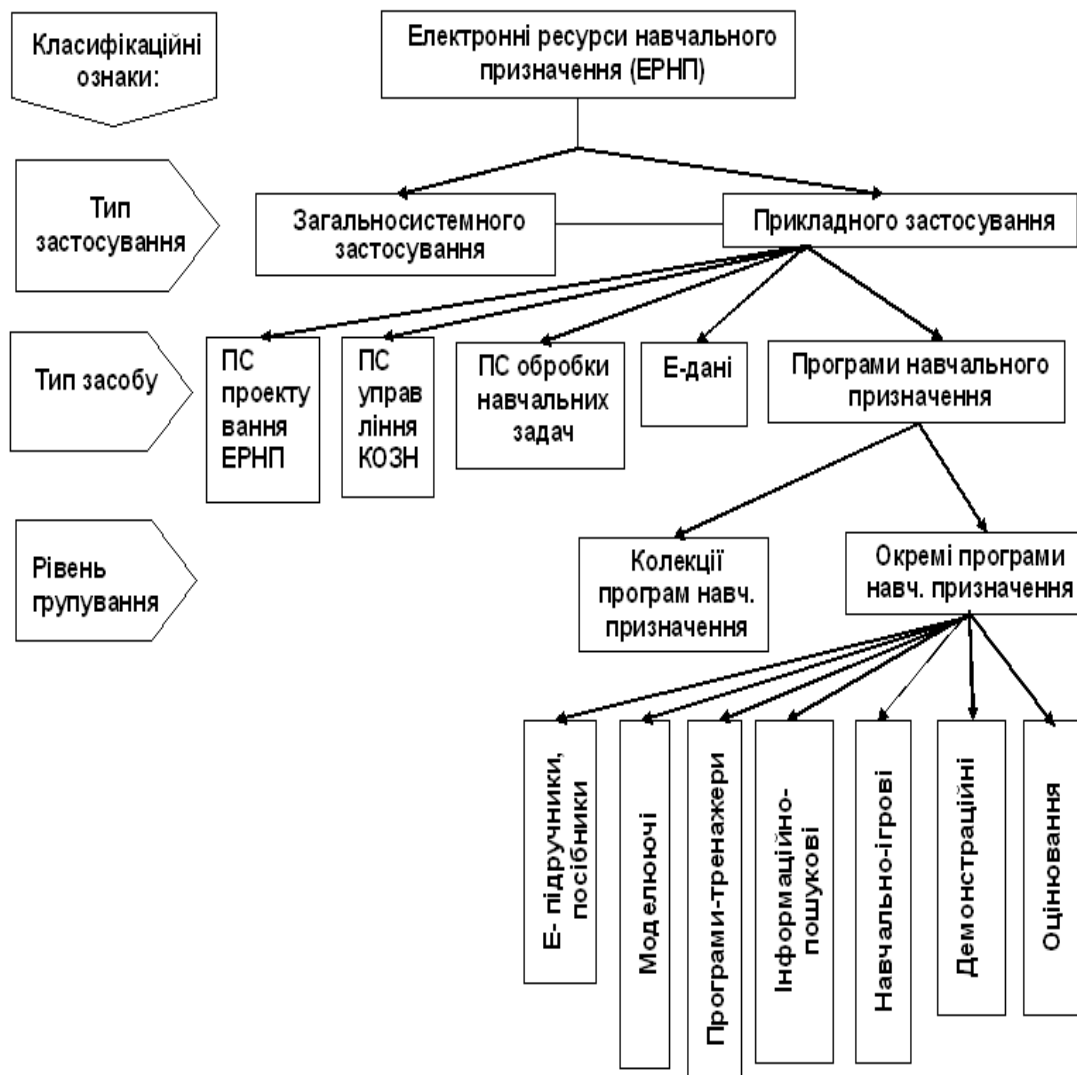 Класифікаційні
ознаки:
Електронні ресурси навчального
призначення (ЕРНП)
Тип
застосування
Загальносистемного
застосування
Прикладного застосування
Тип засобу
ПС
проекту
вання
ЕРНП
ПС
управ
ління
КОЗН
ПС обробки
навчальних
задач
Е-дані
Програми навчального
призначення
Рівень
групування
Колекції
програм навч.
призначення
Окремі програми
навч. призначення
Е- підручники,
посібники
Моделюючі
Програми-тренажери
Інформаційно-
пошукові
Навчально-ігрові
Демонстраційні
Оцінювання